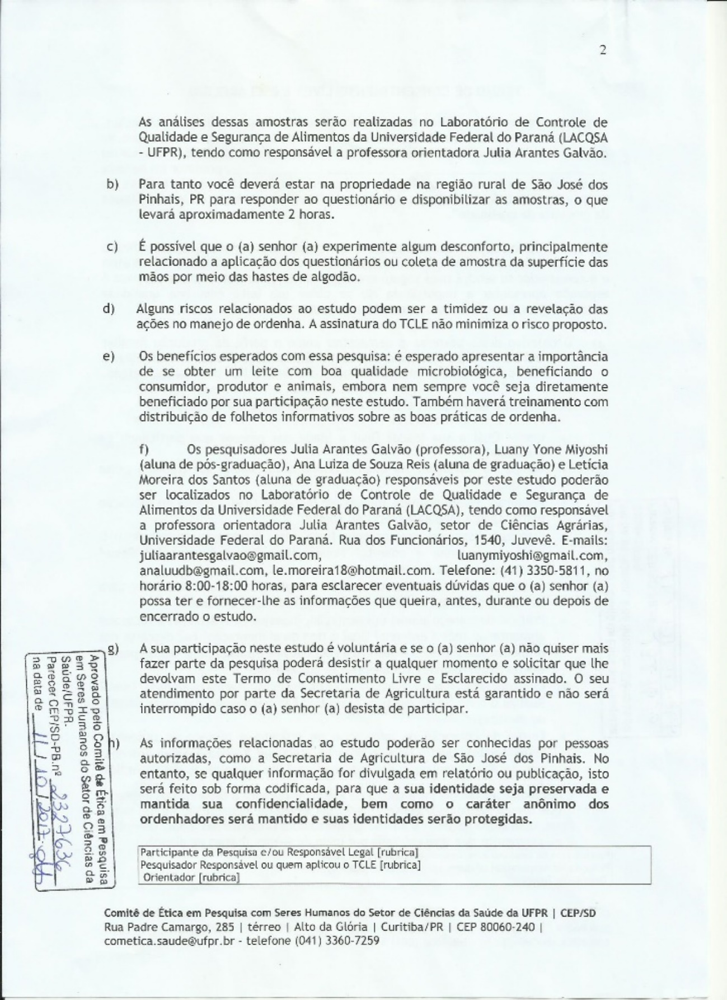 2
As análises dessas amostras serão realizadas no Laboratório de Controle de
Qualidade e Segurança de Alimentos da Universidade Federal do Paraná (LACQSA
- UFPR), tendo como responsável a professora orientadora Julia Arantes Galvão.
b) Para tanto você deverá estar na propriedade na região rural de São José dos
Pinhais, PR para responder ao questionário e disponibilizar as amostras, o que
levará aproximadamente 2 horas.
c) É possível que o (a) senhor (a) experimente algum desconforto, principalmente
relacionado a aplicação dos questionários ou coleta de amostra da superfície das
mãos por meio das hastes de algodão.
d) Alguns riscos relacionados ao estudo podem ser a timidez ou a revelação das
ações no manejo de ordenha. A assinatura do TCLE não minimiza o risco proposto.
e) Os benefícios esperados com essa pesquisa: é esperado apresentar a importância
de se obter um leite com boa qualidade microbiológica, beneficiando o
consumidor, produtor e animais, embora nem sempre você seja diretamente
beneficiado por sua participação neste estudo. Também haverá treinamento com
distribuição de folhetos informativos sobre as boas práticas de ordenha.
f) Os pesquisadores Julia Arantes Galvão (professora), Luany Yone Miyoshi
(aluna de pós-graduação), Ana Luiza de Souza Reis (aluna de graduação) e Letícia
Moreira dos Santos (aluna de graduação) responsáveis por este estudo poderão
ser localizados no Laboratório de Controle de Qualidade e Segurança de
Alimentos da Universidade Federal do Paraná (LACQSA), tendo como responsável
a professora orientadora Julia Arantes Galvão, setor de Ciências Agrárias,
Universidade Federal do Paraná. Rua dos Funcionários, 1540, Juvevê. E-mails:
juliaarantesgalvao@gmail.com, luanymiyoshi@gmail.com,
analuudb@gmail.com, le.moreira18@hotmail.com. Telefone: (41) 3350-5811, no
horário 8:00-18:00 horas, para esclarecer eventuais dúvidas que o (a) senhor (a)
possa ter e fornecer-lhe as informações que queira, antes, durante ou depois de
encerrado o estudo.
g) A sua participação neste estudo é voluntária e se o (a) senhor (a) não quiser mais
fazer parte da pesquisa poderá desistir a qualquer momento e solicitar que lhe
devolvam este Termo de Consentimento Livre e Esclarecido assinado. O seu
atendimento por parte da Secretaria de Agricultura está garantido e não será
interrompido caso o (a) senhor (a) desista de participar.
h) As informações relacionadas ao estudo poderão ser conhecidas por pessoas
autorizadas, como a Secretaria de Agricultura de São José dos Pinhais. No
entanto, se qualquer informação for divulgada em relatório ou publicação, isto
será feito sob forma codificada, para que a sua identidade seja preservada e
mantida sua confidencialidade, bem como o caráter anônimo dos
ordenhadores será mantido e suas identidades serão protegidas.
Aprovado pelo Comitê de Ética em Pesquisa
em Seres Humanos do Setor de Ciências da
Saúde/UFPR.
Parecer CEP/SD-PB.nº 2327636
na data de 11/10/2017.
Participante da Pesquisa e/ou Responsável Legal [rubrica]
Pesquisador Responsável ou quem aplicou o TCLE [rubrica]
Orientador [rubrica]
Comitê de Ética em Pesquisa com Seres Humanos do Setor de Ciências da Saúde da UFPR | CEP/SD
Rua Padre Camargo, 285 | térreo | Alto da Glória | Curitiba/PR | CEP 80060-240 |
cometica.saude@ufpr.br - telefone (041) 3360-7259